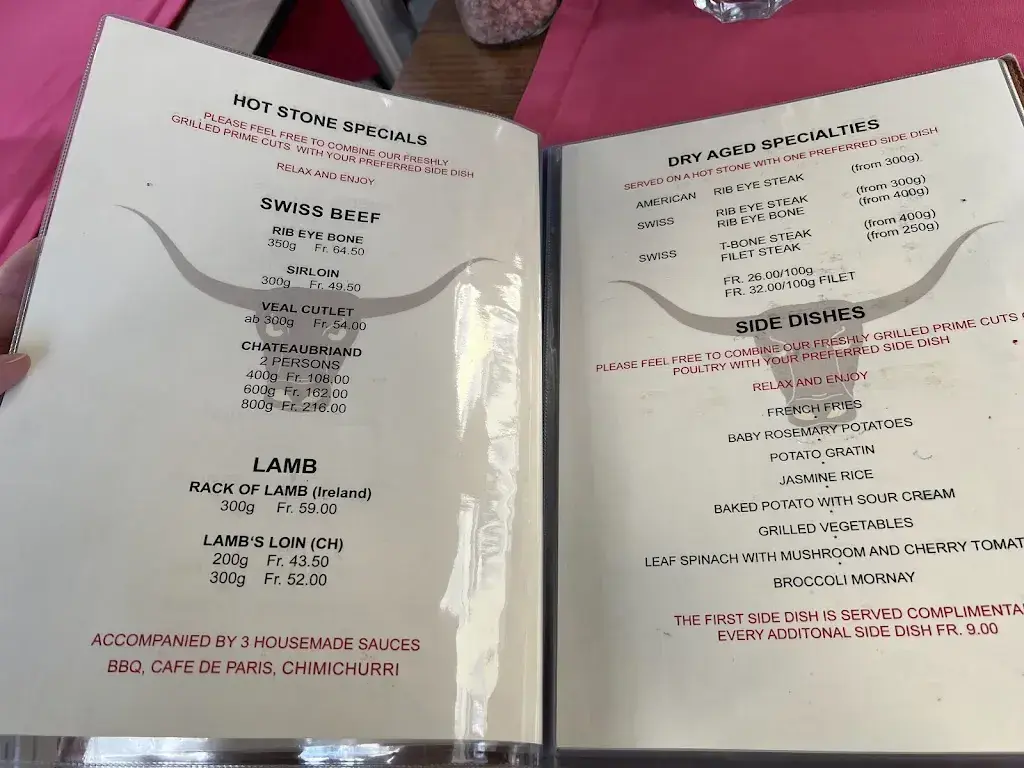 HOT STONE SPECIALS
PLEASE FEEL FREE TO COMBINE OUR FRESHLY
GRILLED PRIME CUTS WITH YOUR PREFERRED SIDE DISH
RELAX AND ENJOY
SWISS BEEF
RIB EYE BONE
350g Fr. 64.50
SIRLOIN
300g Fr. 49.50
VEAL CUTLET
ab 300g Fr. 54.00
CHATEAUBRIAND
2 PERSONS
400g Fr. 108.00
600g Fr. 162.00
800g Fr. 216.00
LAMB
RACK OF LAMB (Ireland)
300g Fr. 59.00
LAMB'S LOIN (CH)
200g Fr. 43.50
300g Fr. 52.00
ACCOMPANIED BY 3 HOUSEMADE SAUCES
BBQ, CAFE DE PARIS, CHIMICHURRI
DRY AGED SPECIALTIES
SERVED ON A HOT STONE WITH ONE PREFERRED SIDE DISH
AMERICAN RIB EYE STEAK (from 300g)
SWISS RIB EYE STEAK (from 300g)
RIB EYE BONE (from 400g)
SWISS T-BONE STEAK (from 400g)
FILET STEAK (from 250g)
FR. 26.00/100g
FR. 32.00/100g FILET
SIDE DISHES
PLEASE FEEL FREE TO COMBINE OUR FRESHLY GRILLED PRIME CUTS
POULTRY WITH YOUR PREFERRED SIDE DISH
RELAX AND ENJOY
FRENCH FRIES
BABY ROSEMARY POTATOES
POTATO GRATIN
JASMINE RICE
BAKED POTATO WITH SOUR CREAM
GRILLED VEGETABLES
LEAF SPINACH WITH MUSHROOM AND CHERRY TOMAT
BROCCOLI MORNAY
THE FIRST SIDE DISH IS SERVED COMPLIMENTA
EVERY ADDITONAL SIDE DISH FR. 9.00